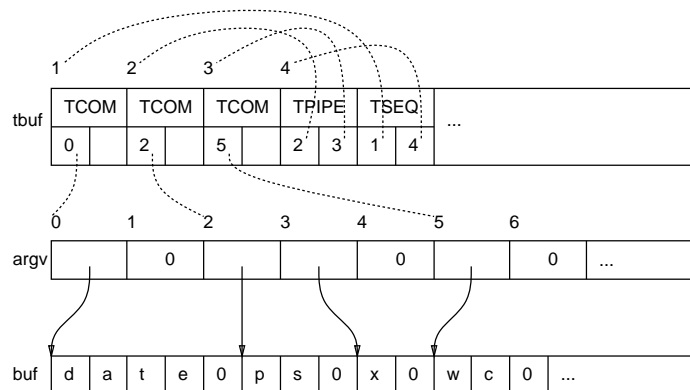 1 2 3 4
TCOM TCOM TCOM TPIPE TSEQ
tbuf ...
0 2 5 2 3 1 4
0 1 2 3 4 5 6
argv 0 0 0 ...
buf d a t e 0 p s 0 x 0 w c 0 ...